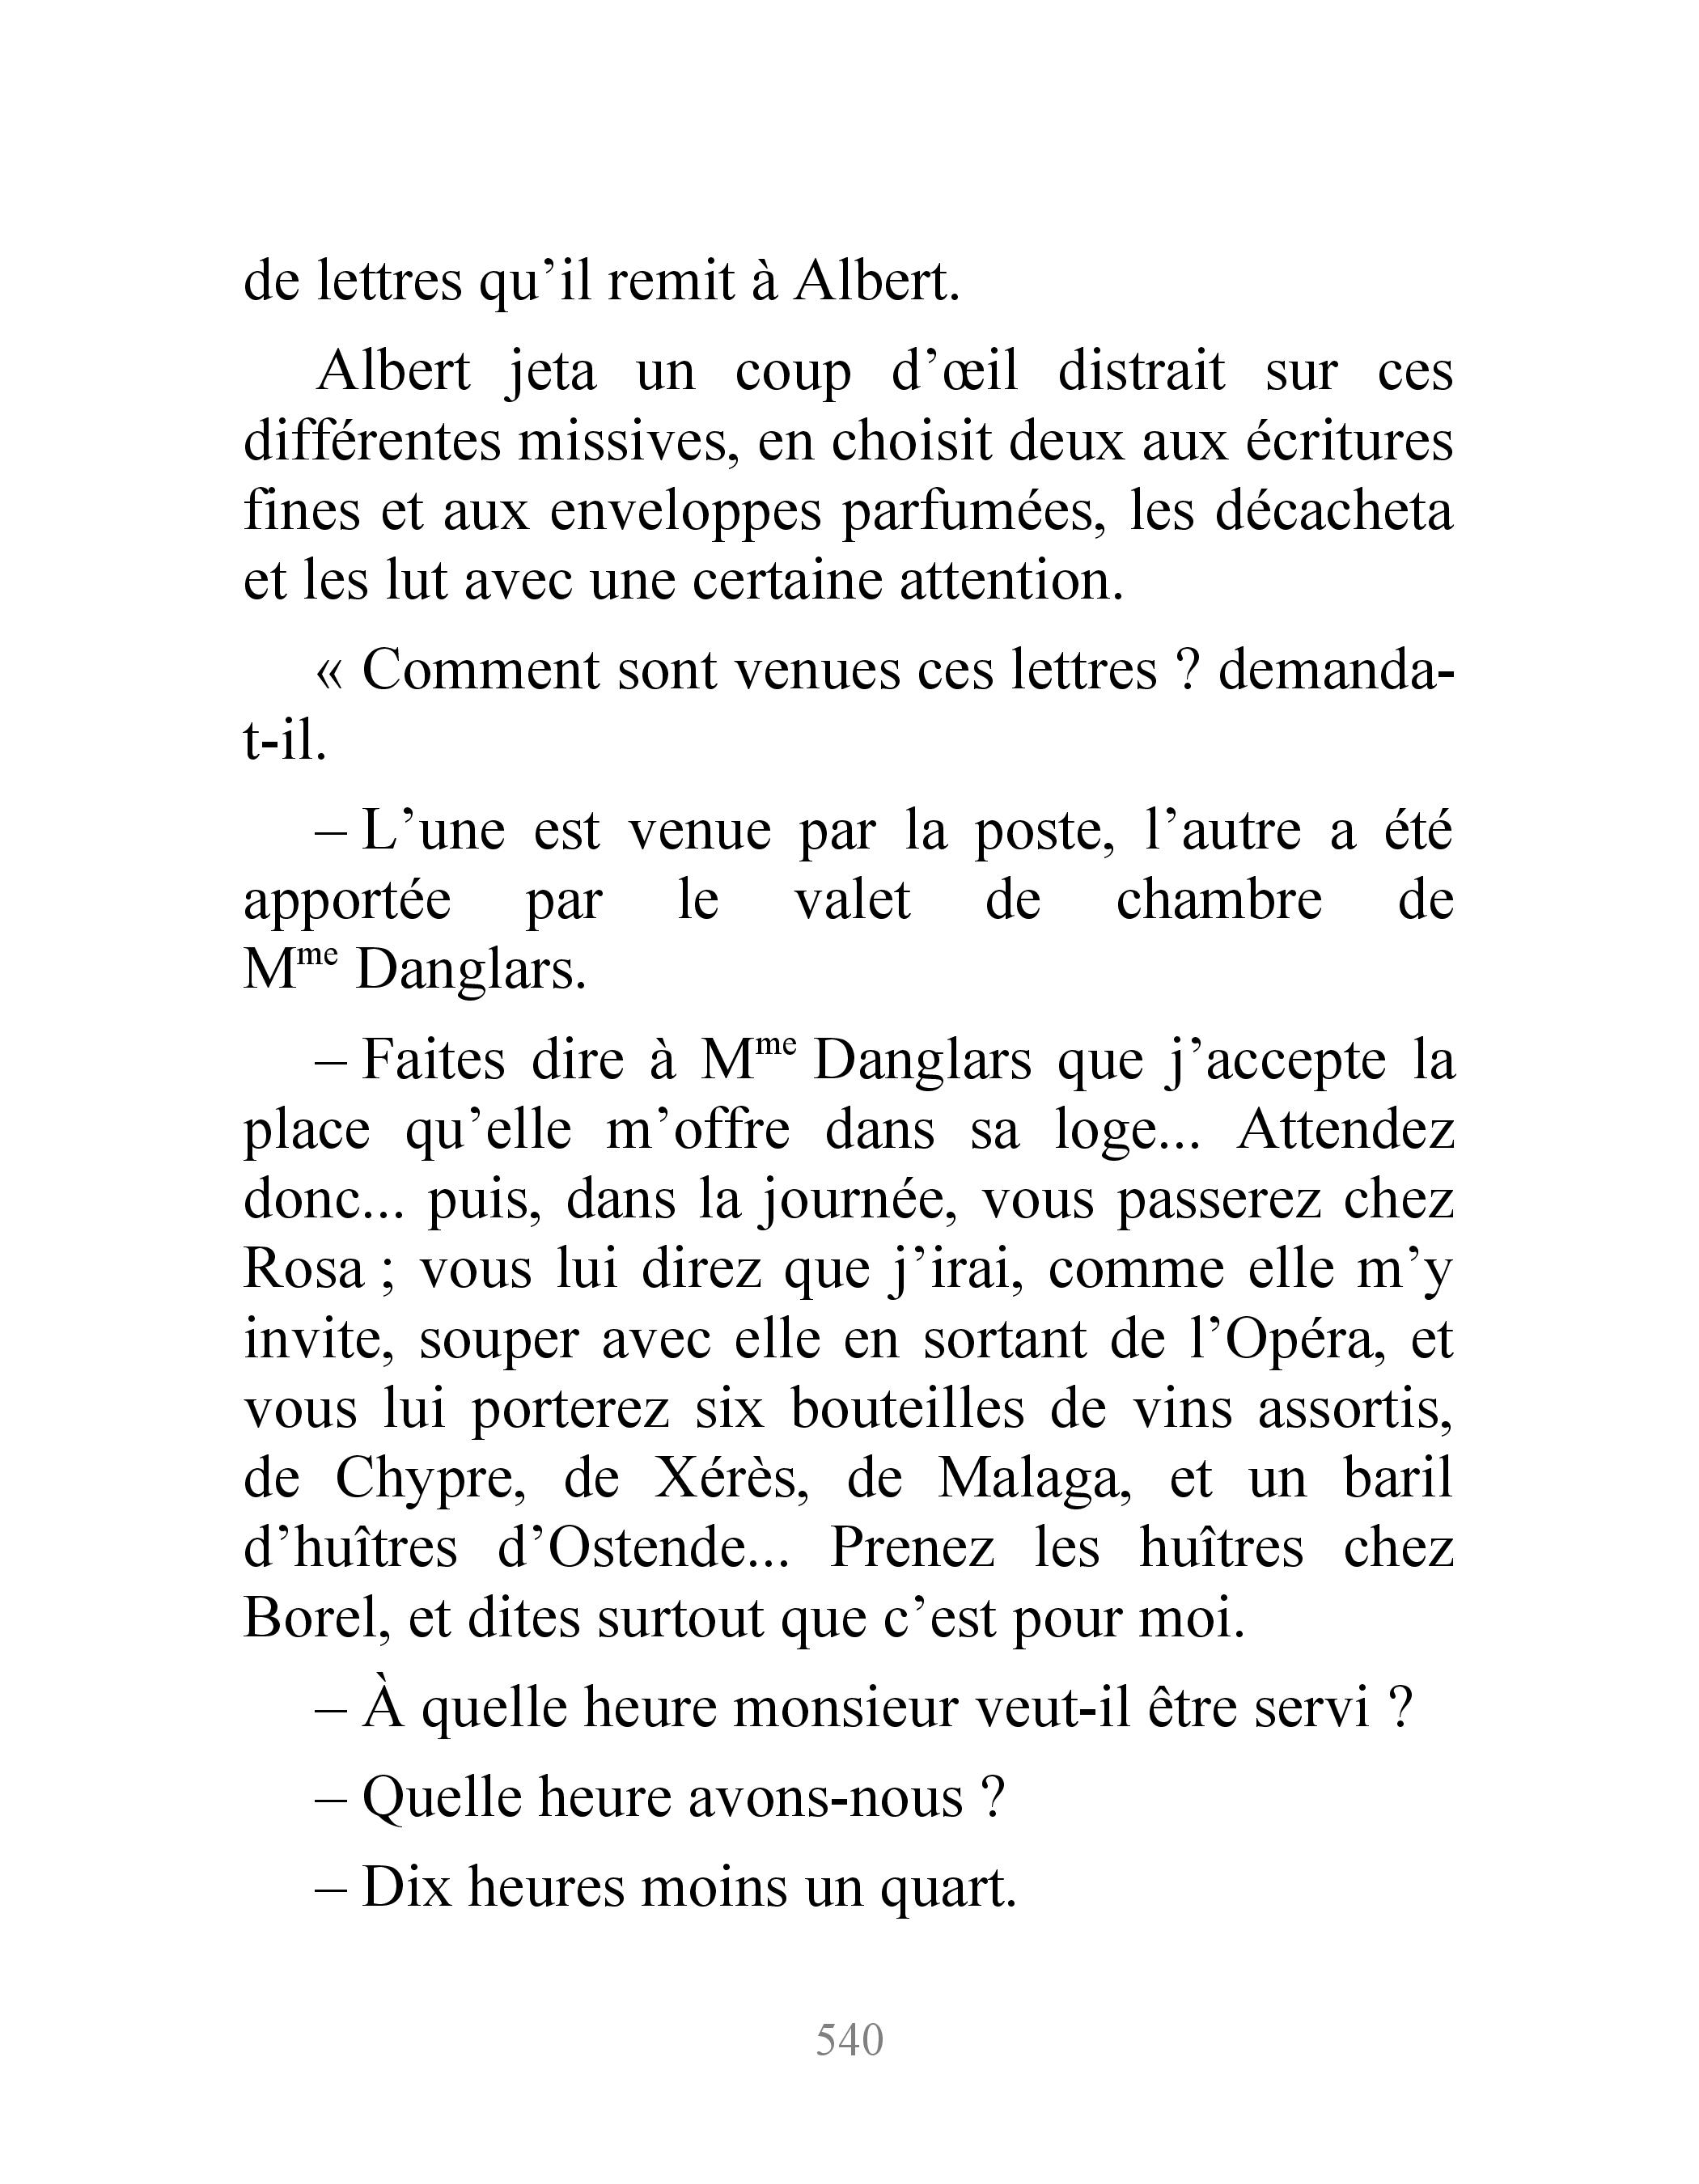 de lettres qu’il remit à Albert.
Albert jeta un coup d’œil distrait sur ces
différentes missives, en choisit deux aux écritures
fines et aux enveloppes parfumées, les décacheta
et les lut avec une certaine attention.
« Comment sont venues ces lettres ? demanda-
t-il.
– L’une est venue par la poste, l’autre a été
apportée par le valet de chambre de
Mme Danglars.
– Faites dire à Mme Danglars que j’accepte la
place qu’elle m’offre dans sa loge... Attendez
donc... puis, dans la journée, vous passerez chez
Rosa ; vous lui direz que j’irai, comme elle m’y
invite, souper avec elle en sortant de l’Opéra, et
vous lui porterez six bouteilles de vins assortis,
de Chypre, de Xérès, de Malaga, et un baril
d’huîtres d’Ostende... Prenez les huîtres chez
Borel, et dites surtout que c’est pour moi.
– À quelle heure monsieur veut-il être servi ?
– Quelle heure avons-nous ?
– Dix heures moins un quart.
540